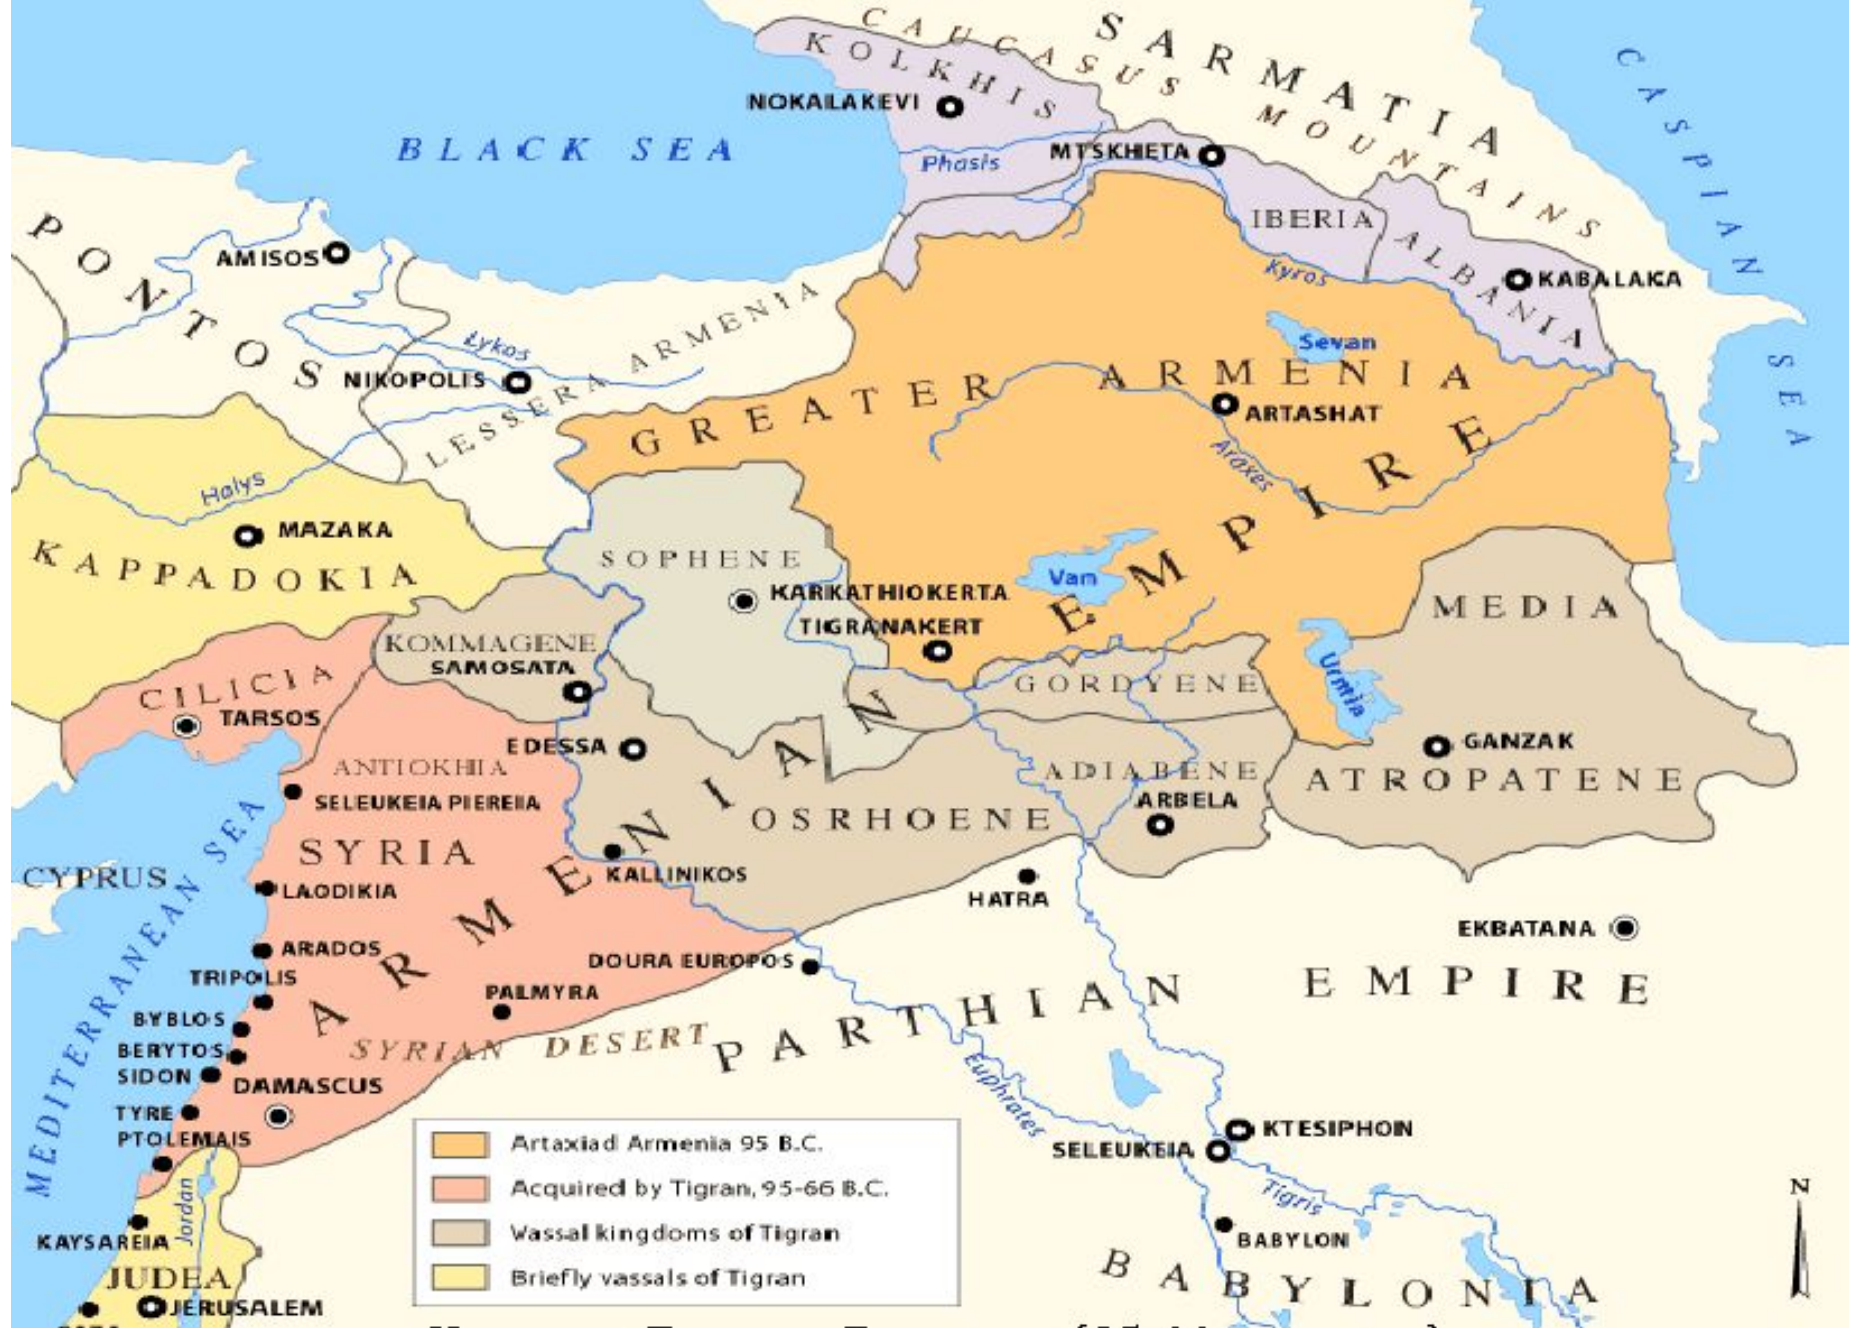 CAUCASUS MOUNTAINS
SARMATIA
KOLKHIS
NOKALAKEVI
CASPIAN SEA
BLACK SEA
Phasis
MTSKHETA
IBERIA
ALBANIA
KABALAKA
Kyros
PONTOS
AMISOS
LESSERA ARMENIA
Lykos
NIKOPOLIS
Sevan
GREATER ARMENIA
ARTASHAT
Araxes
Halys
MAZAKA
KAPPADOKIA
SOPHENE
KARKATHIOKERTA
Van
TIGRANAKERT
ARMENIAN EMPIRE
MEDIA
KOMMAGENE
SAMOSATA
CILICIA
TARSOS
GORDYENE
Urmia
EDESSA
GANZAK
ANTIOKHIA
SELEUKEIA PIEREIA
ADIABENE
ARBELA
ATROPATENE
OSRHOENE
SYRIA
KALLINIKOS
CYPRUS
LAODIKIA
HATRA
MEDITERRANEAN SEA
ARADOS
EKBATANA
TRIPOLIS
DOURA EUROPOS
PALMYRA
PARTHIAN EMPIRE
BYBLOS
BERYTOS
SYRIAN DESERT
SIDON
DAMASCUS
Euphrates
TYRE
PTOLEMAIS
KTESIPHON
SELEUKEIA
Tigris
Jordan
KAYSAREIA
BABYLON
BABYLONIA
JUDEA
JERUSALEM
N
Artaxiad Armenia 95 B.C.
Acquired by Tigran, 95-66 B.C.
Vassal kingdoms of Tigran
Briefly vassals of Tigran